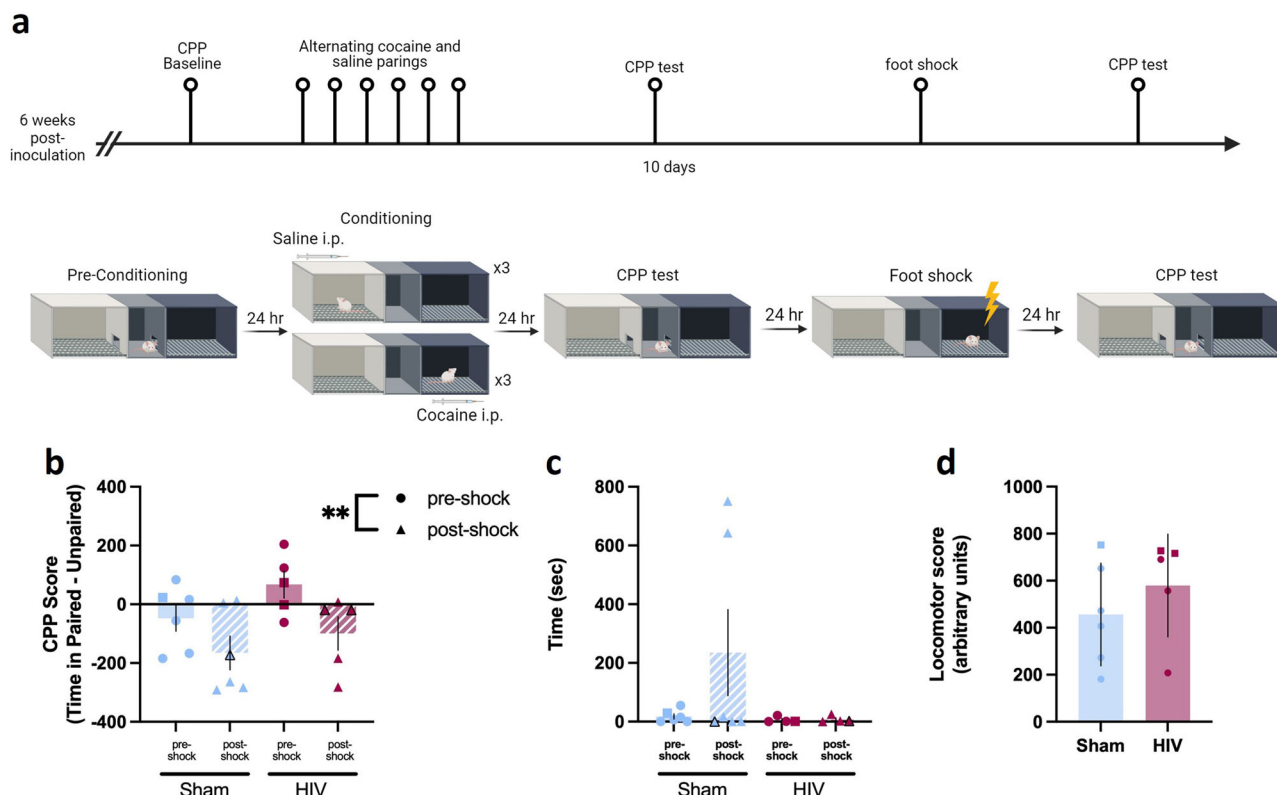 a
CPP
Baseline
Alternating cocaine and
saline parings
CPP test
foot shock
CPP test
6 weeks
post-
inoculation
10 days
Conditioning
Saline i.p.
Pre-Conditioning
x3
CPP test
Foot shock
CPP test
24 hr
24 hr
24 hr
24 hr
x3
Cocaine i.p.
b
CPP Score
(Time in Paired - Unpaired)
400
200
0
-200
-400
**
pre-shock
post-shock
pre-
shock
post-
shock
pre-
shock
post-
shock
Sham
HIV
c
Time (sec)
800
600
400
200
0
pre-
shock
post-
shock
pre-
shock
post-
shock
Sham
HIV
d
Locomotor score
(arbitrary units)
1000
800
600
400
200
0
Sham
HIV